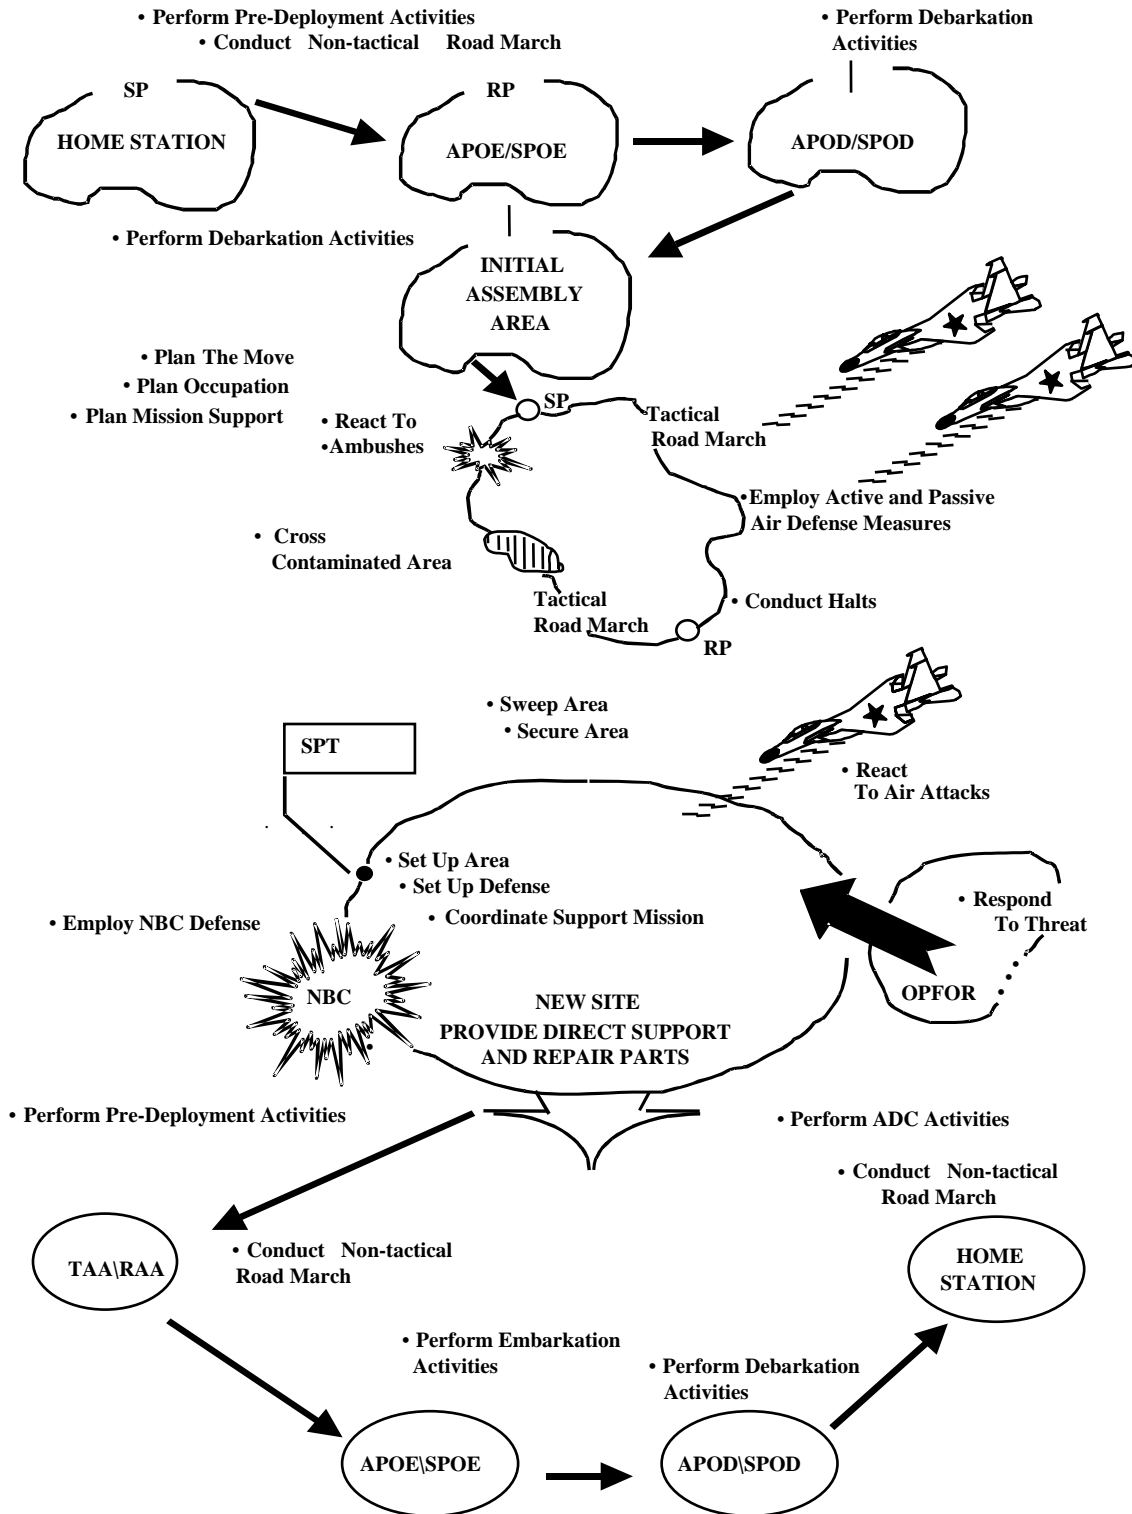 • Perform Pre-Deployment Activities
• Conduct Non-tactical Road March
• Perform Debarkation
Activities
SP
HOME STATION
RP
APOE/SPOE
APOD/SPOD
• Perform Debarkation Activities
INITIAL
ASSEMBLY
AREA
• Plan The Move
• Plan Occupation
• Plan Mission Support
• React To
•Ambushes
SP
Tactical
Road March
•Employ Active and Passive
Air Defense Measures
• Cross
Contaminated Area
Tactical
Road March
• Conduct Halts
RP
• Sweep Area
• Secure Area
SPT
• React
To Air Attacks
• Set Up Area
• Set Up Defense
• Coordinate Support Mission
• Employ NBC Defense
• Respond
To Threat
NBC
OPFOR
NEW SITE
PROVIDE DIRECT SUPPORT
AND REPAIR PARTS
• Perform Pre-Deployment Activities
• Perform ADC Activities
• Conduct Non-tactical
Road March
TAA\RAA
• Conduct Non-tactical
Road March
HOME
STATION
• Perform Embarkation
Activities
• Perform Debarkation
Activities
APOE\SPOE
APOD\SPOD